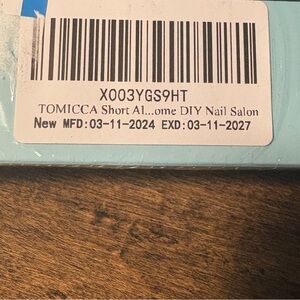 X003YGS9HT
TOMICCA Short Al...ome DIY Nail Salon
New MFD:03-11-2024 EXD:03-11-2027